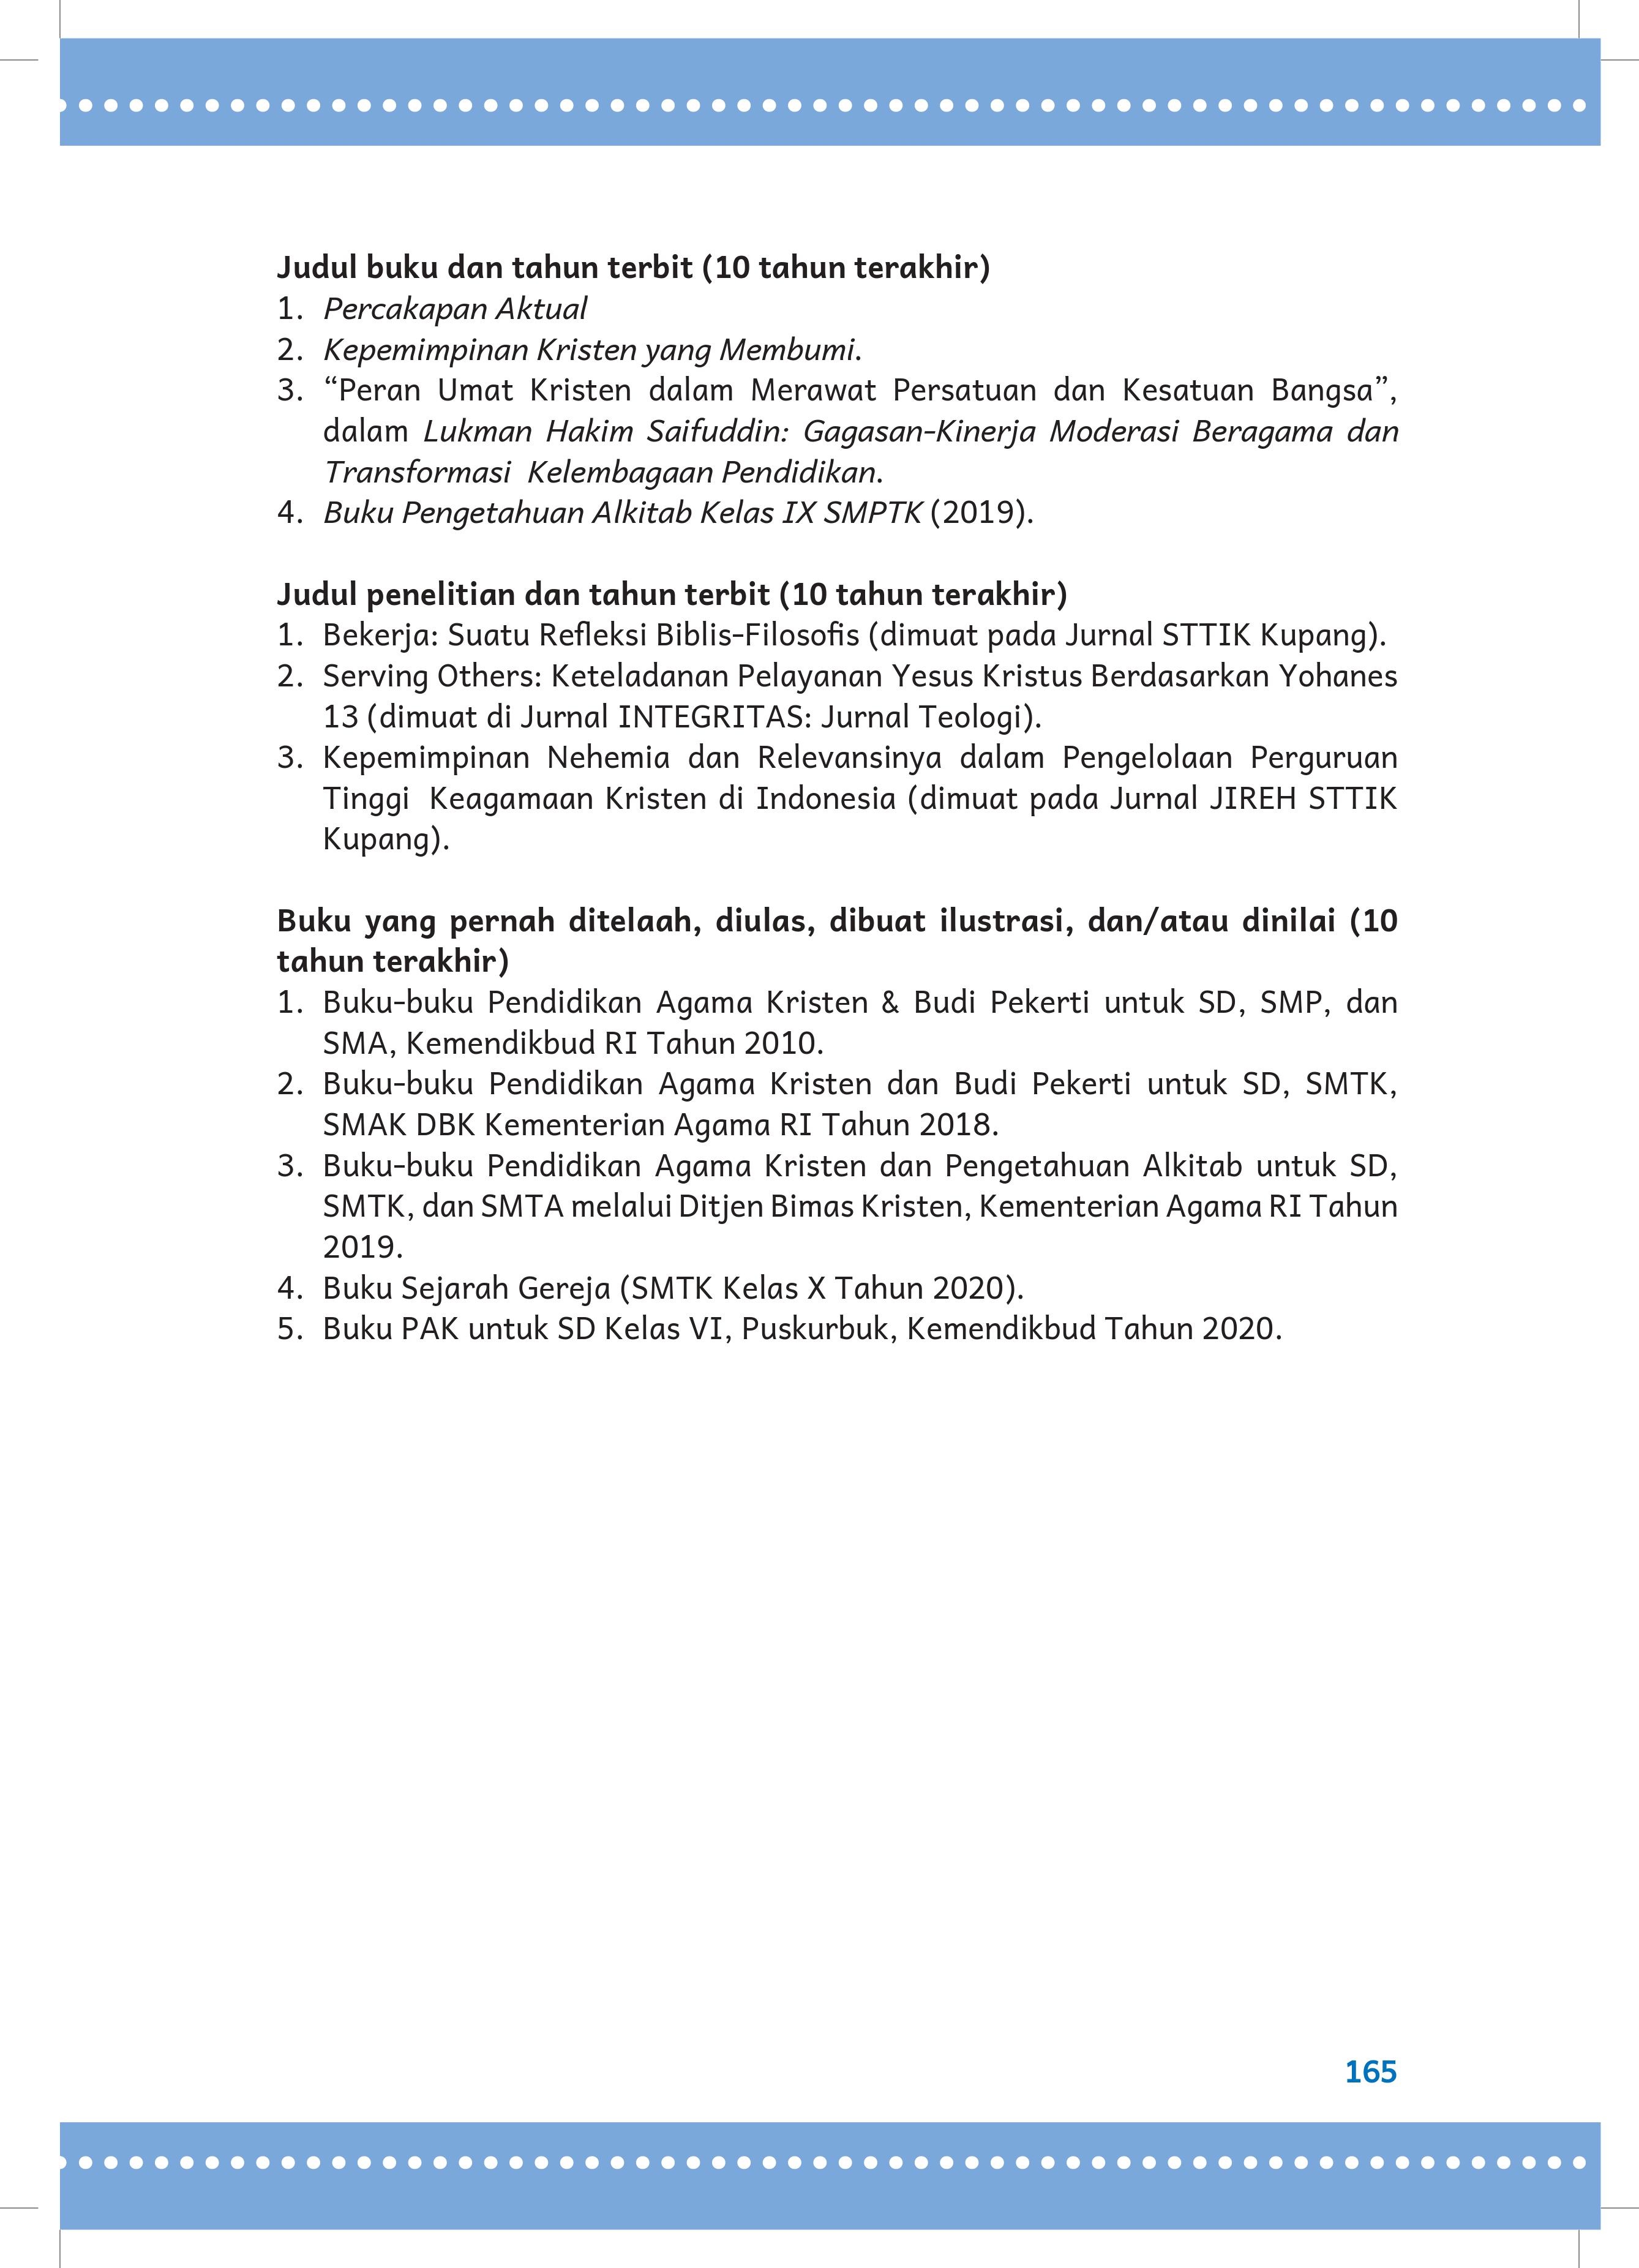 Judul buku dan tahun terbit (10 tahun terakhir)
1. Percakapan Aktual
2. Kepemimpinan Kristen yang Membumi.
3. “Peran Umat Kristen dalam Merawat Persatuan dan Kesatuan Bangsa”,
dalam Lukman Hakim Saifuddin: Gagasan-Kinerja Moderasi Beragama dan
Transformasi Kelembagaan Pendidikan.
4. Buku Pengetahuan Alkitab Kelas IX SMPTK (2019).
Judul penelitian dan tahun terbit (10 tahun terakhir)
1. Bekerja: Suatu Refleksi Biblis-Filosofis (dimuat pada Jurnal STTIK Kupang).
2. Serving Others: Keteladanan Pelayanan Yesus Kristus Berdasarkan Yohanes
13 (dimuat di Jurnal INTEGRITAS: Jurnal Teologi).
3. Kepemimpinan Nehemia dan Relevansinya dalam Pengelolaan Perguruan
Tinggi Keagamaan Kristen di Indonesia (dimuat pada Jurnal JIREH STTIK
Kupang).
Buku yang pernah ditelaah, diulas, dibuat ilustrasi, dan/atau dinilai (10
tahun terakhir)
1. Buku-buku Pendidikan Agama Kristen & Budi Pekerti untuk SD, SMP, dan
SMA, Kemendikbud RI Tahun 2010.
2. Buku-buku Pendidikan Agama Kristen dan Budi Pekerti untuk SD, SMTK,
SMAK DBK Kementerian Agama RI Tahun 2018.
3. Buku-buku Pendidikan Agama Kristen dan Pengetahuan Alkitab untuk SD,
SMTK, dan SMTA melalui Ditjen Bimas Kristen, Kementerian Agama RI Tahun
2019.
4. Buku Sejarah Gereja (SMTK Kelas X Tahun 2020).
5. Buku PAK untuk SD Kelas VI, Puskurbuk, Kemendikbud Tahun 2020.
165